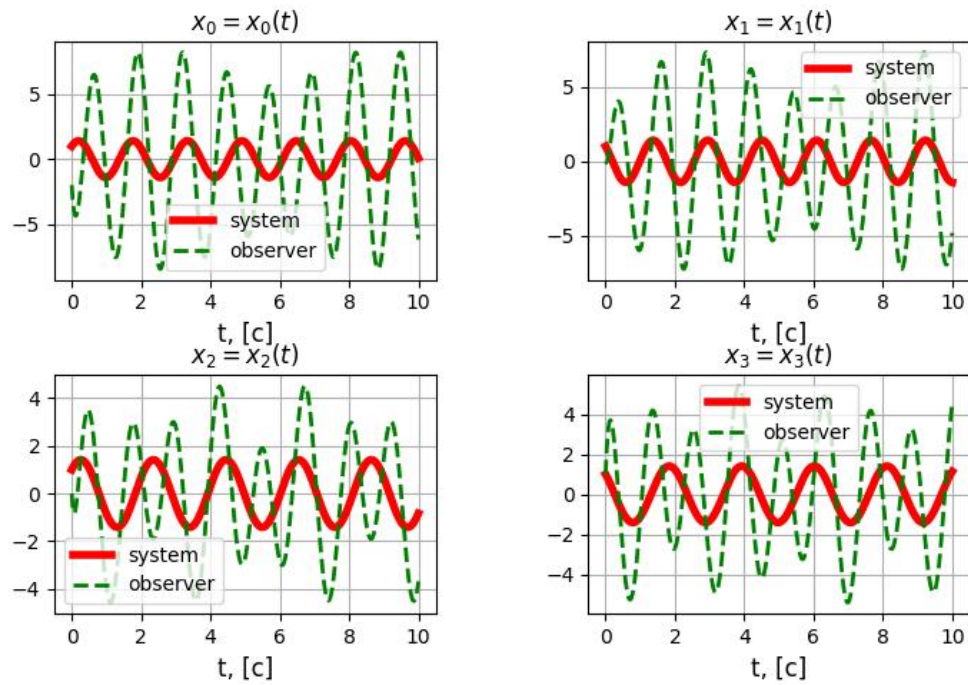 x₀ = x₀(t)
5
0
−5
system
observer
0 2 4 6 8 10
t, [c]
x₁ = x₁(t)
5
0
−5
system
observer
0 2 4 6 8 10
t, [c]
x₂ = x₂(t)
4
2
0
−2
−4
system
observer
0 2 4 6 8 10
t, [c]
x₃ = x₃(t)
4
2
0
−2
−4
system
observer
0 2 4 6 8 10
t, [c]